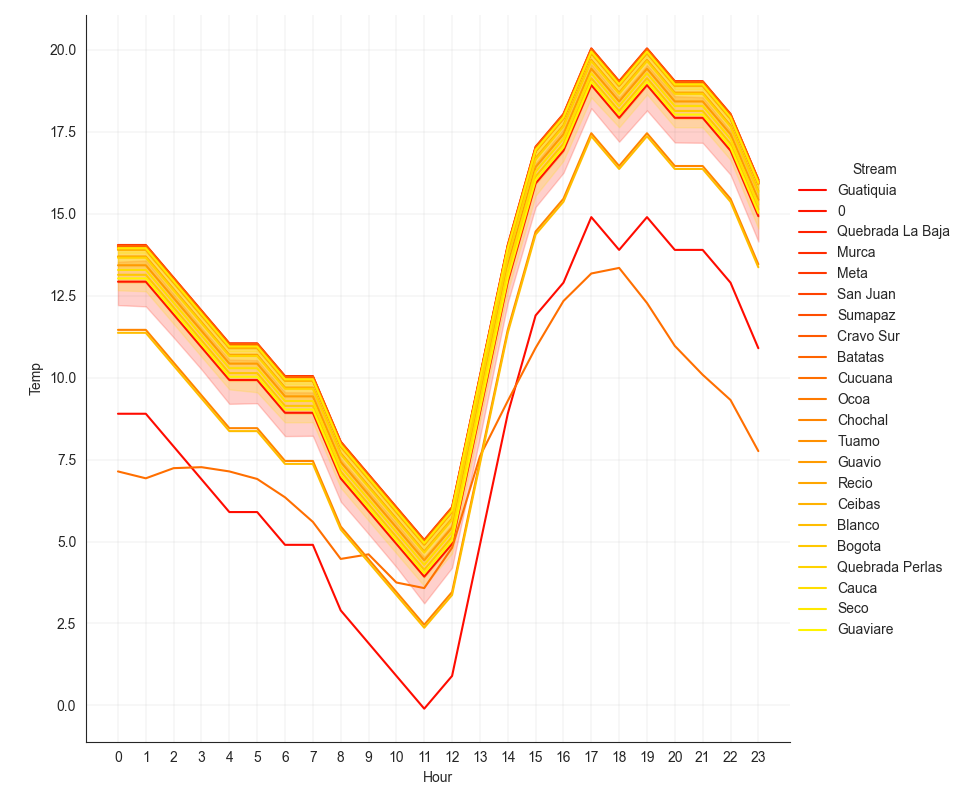 20.0
17.5
15.0
12.5
10.0
7.5
5.0
2.5
0.0
Temp
0 1 2 3 4 5 6 7 8 9 10 11 12 13 14 15 16 17 18 19 20 21 22 23
Hour
Stream
Guatiquia
0
Quebrada La Baja
Murca
Meta
San Juan
Sumapaz
Cravo Sur
Batatas
Cucuana
Ocoa
Chochal
Tuamo
Guavio
Recio
Ceibas
Blanco
Bogota
Quebrada Perlas
Cauca
Seco
Guaviare